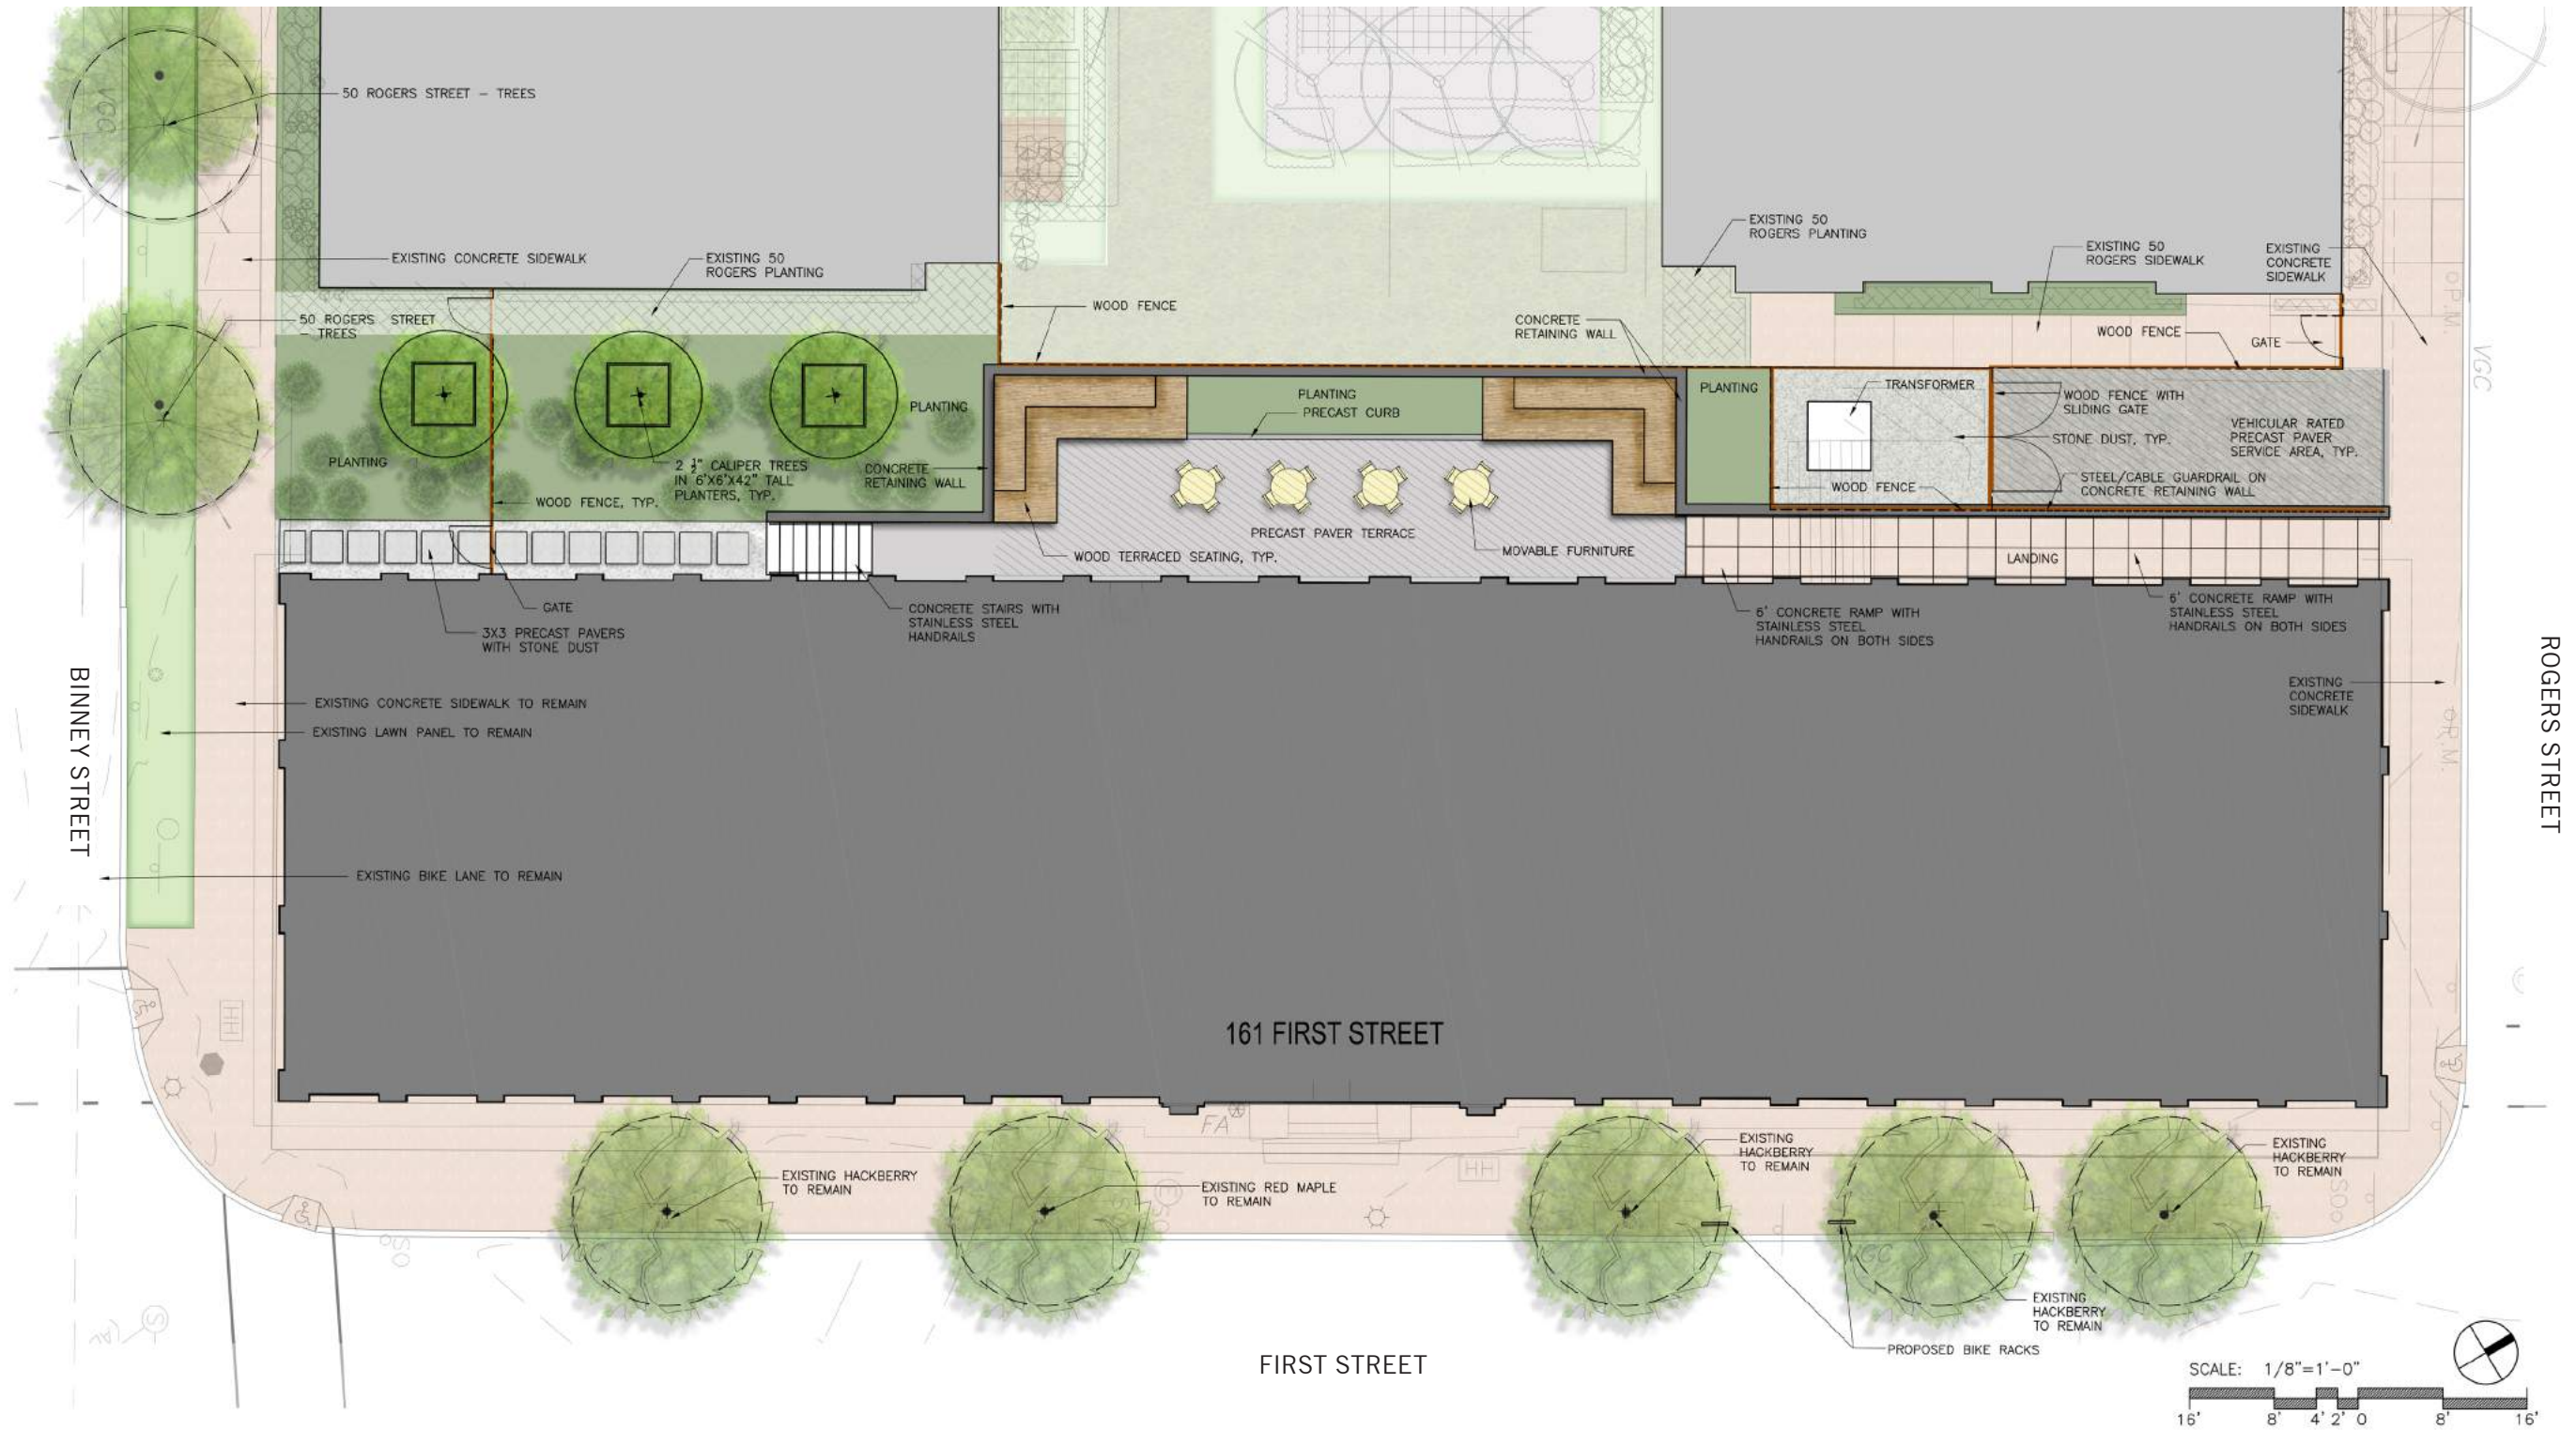 50 ROGERS STREET – TREES
EXISTING CONCRETE SIDEWALK
EXISTING 50
ROGERS PLANTING
WOOD FENCE
EXISTING 50
ROGERS PLANTING
EXISTING 50
ROGERS SIDEWALK
EXISTING
CONCRETE
SIDEWALK
50 ROGERS STREET
– TREES
CONCRETE
RETAINING WALL
WOOD FENCE
GATE
PLANTING
PLANTING
2 ½" CALIPER TREES
IN 6'X6'X42" TALL
PLANTERS, TYP.
CONCRETE
RETAINING WALL
WOOD FENCE, TYP.
PLANTING
PRECAST CURB
PLANTING
TRANSFORMER
WOOD FENCE WITH
SLIDING GATE
STONE DUST, TYP.
VEHICULAR RATED
PRECAST PAVER
SERVICE AREA, TYP.
STEEL/CABLE GUARDRAIL ON
CONCRETE RETAINING WALL
WOOD FENCE
PRECAST PAVER TERRACE
WOOD TERRACED SEATING, TYP.
MOVABLE FURNITURE
LANDING
GATE
3X3 PRECAST PAVERS
WITH STONE DUST
CONCRETE STAIRS WITH
STAINLESS STEEL
HANDRAILS
6' CONCRETE RAMP WITH
STAINLESS STEEL
HANDRAILS ON BOTH SIDES
6' CONCRETE RAMP WITH
STAINLESS STEEL
HANDRAILS ON BOTH SIDES
BINNEY STREET
ROGERS STREET
EXISTING CONCRETE SIDEWALK TO REMAIN
EXISTING LAWN PANEL TO REMAIN
EXISTING BIKE LANE TO REMAIN
EXISTING
CONCRETE
SIDEWALK
VGC
VGC
161 FIRST STREET
HH
FA
HH
EXISTING HACKBERRY
TO REMAIN
EXISTING RED MAPLE
TO REMAIN
EXISTING
HACKBERRY
TO REMAIN
EXISTING
HACKBERRY
TO REMAIN
EXISTING
HACKBERRY
TO REMAIN
PROPOSED BIKE RACKS
VGC
FIRST STREET
SCALE: 1/8"=1'-0"
16' 8' 4' 2' 0 8' 16'